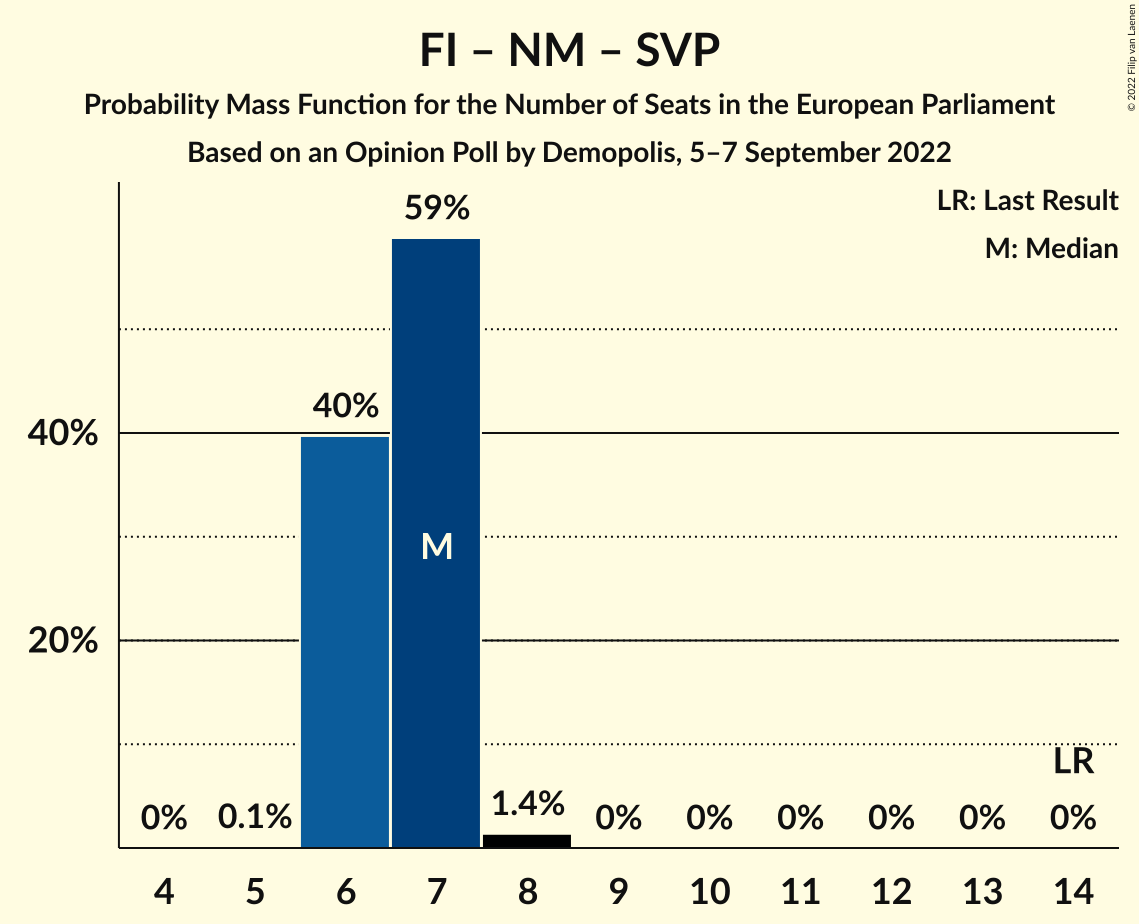 FI – NM – SVP
Probability Mass Function for the Number of Seats in the European Parliament
Based on an Opinion Poll by Demopolis, 5–7 September 2022
© 2022 Filip van Laenen
LR: Last Result
M: Median
59%
40%
40%
M
20%
LR
0% 0.1% 1.4% 0% 0% 0% 0% 0% 0%
4 5 6 7 8 9 10 11 12 13 14